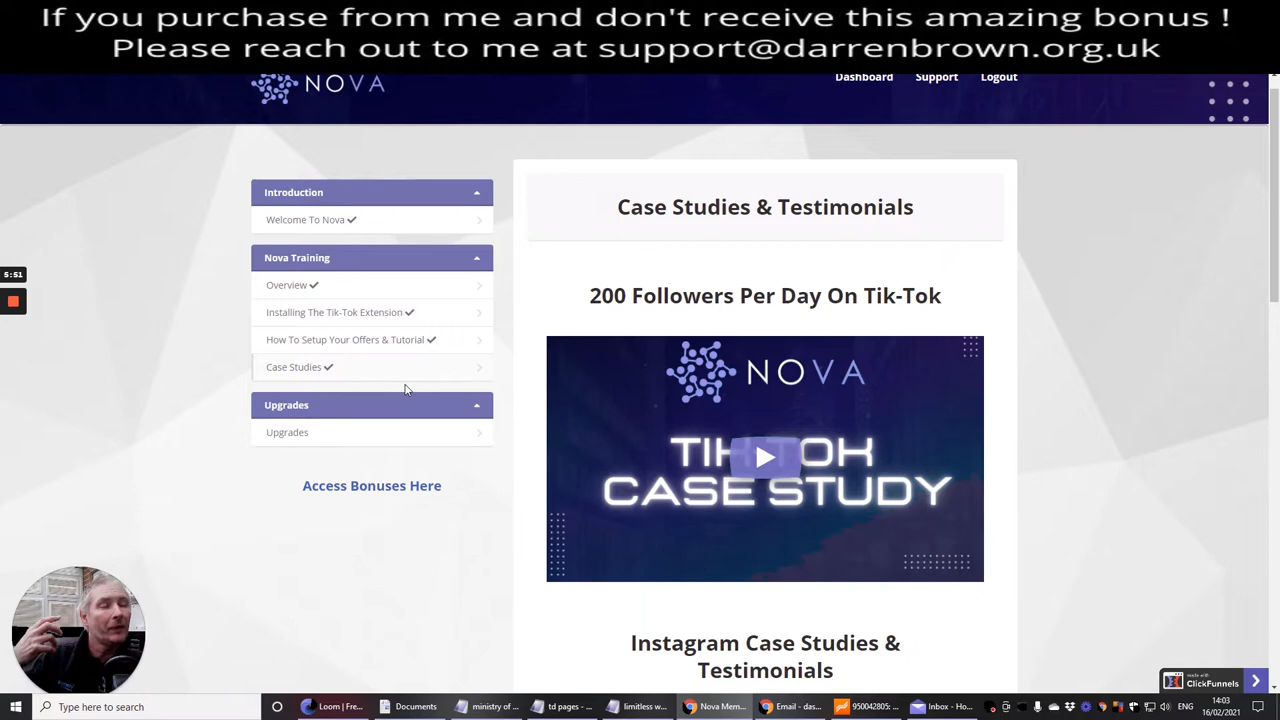 If you purchase from me and don't receive this amazing bonus !
Please reach out to me at support@darrenbrown.org.uk
NOVA
Dashboard Support Logout
Introduction
Welcome To Nova
Nova Training
Overview
Installing The Tik-Tok Extension
How To Setup Your Offers & Tutorial
Case Studies
Upgrades
Upgrades
Access Bonuses Here
Case Studies & Testimonials
200 Followers Per Day On Tik-Tok
NOVA
TIKTOK
CASE STUDY
Instagram Case Studies &
Testimonials
5:51
made with
ClickFunnels
Type here to search
Loom | Fre...
Documents
ministry of ...
td pages - ...
limitless w...
Nova Mem...
Email - das...
950042805: ...
Inbox - Ho...
ENG
14:03
16/02/2021